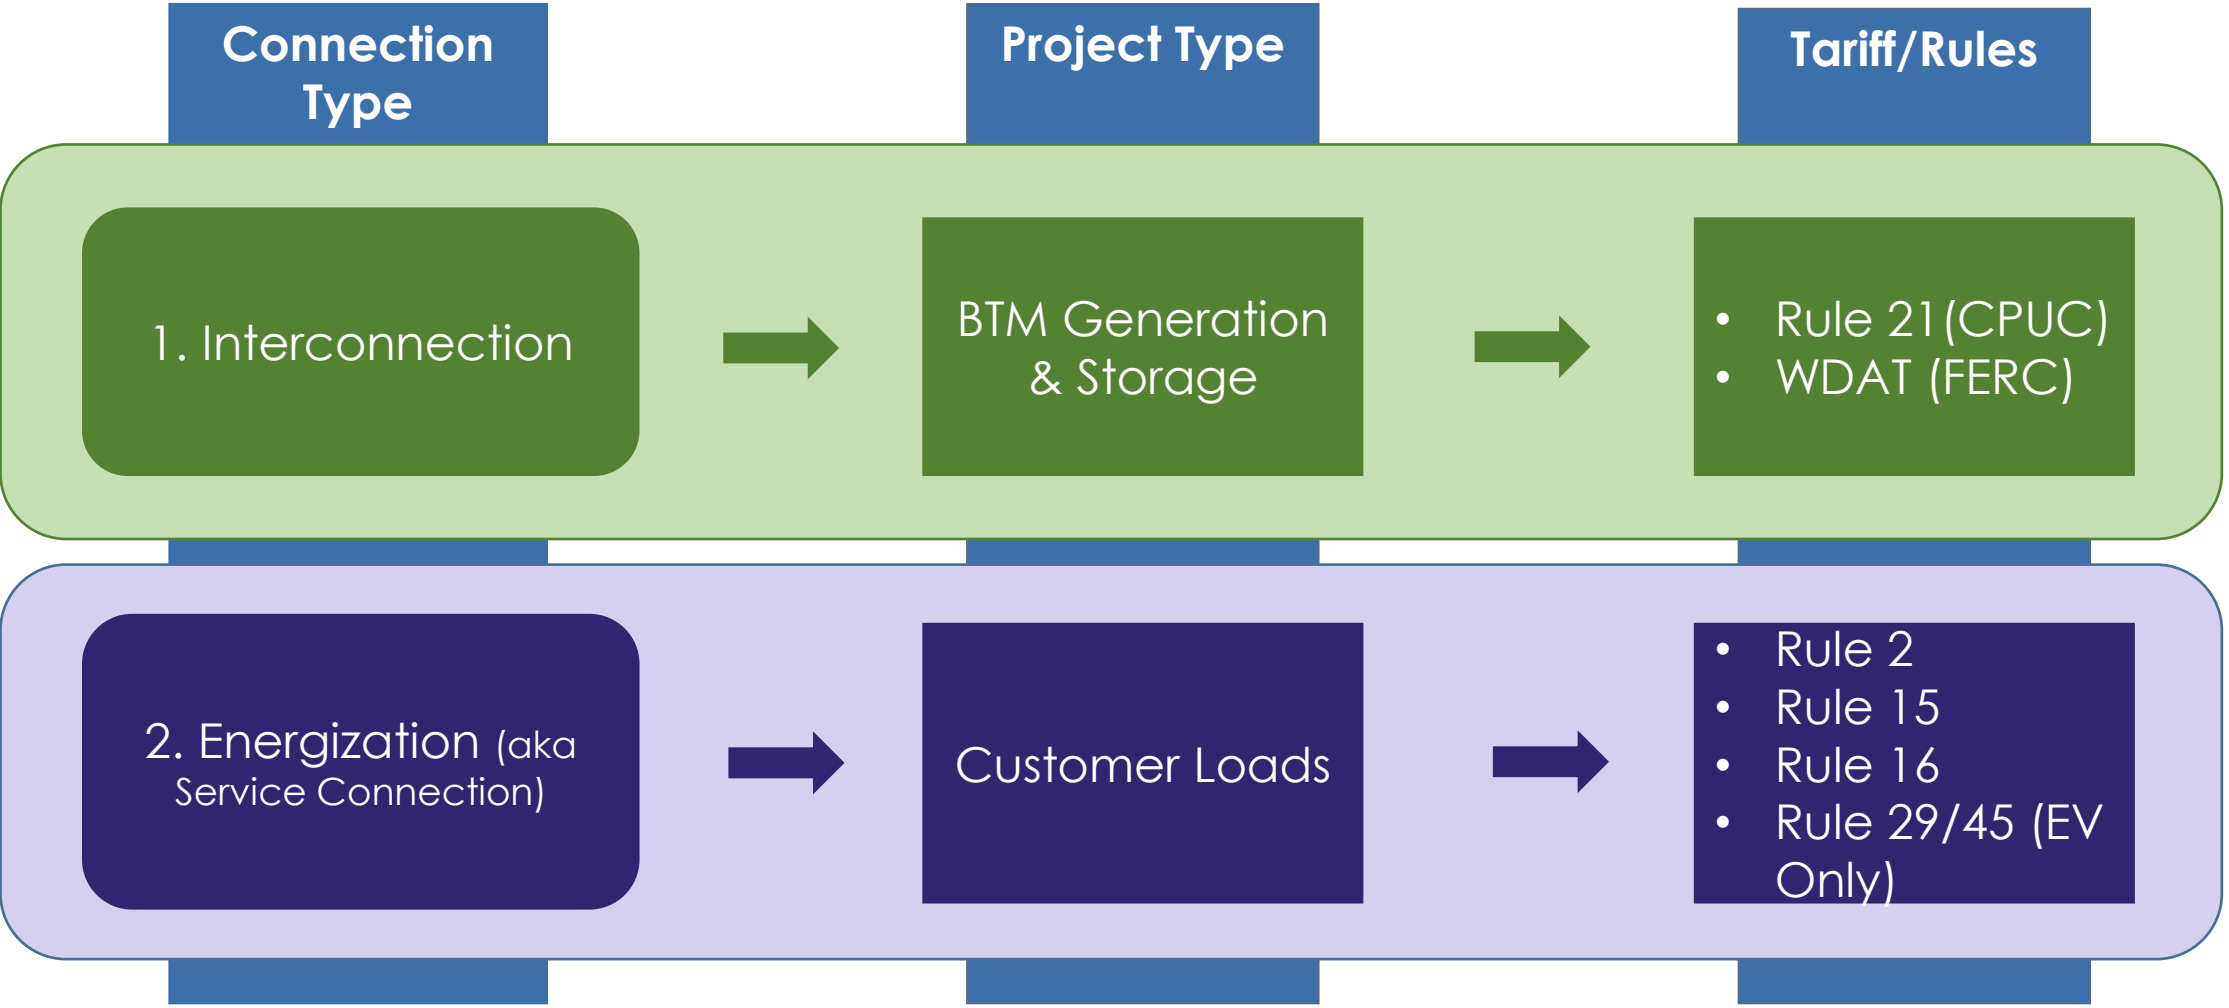 Connection
Type
Project Type
Tariff/Rules
1. Interconnection
BTM Generation
& Storage
• Rule 21(CPUC)
• WDAT (FERC)
2. Energization (aka
Service Connection)
Customer Loads
• Rule 2
• Rule 15
• Rule 16
• Rule 29/45 (EV
Only)